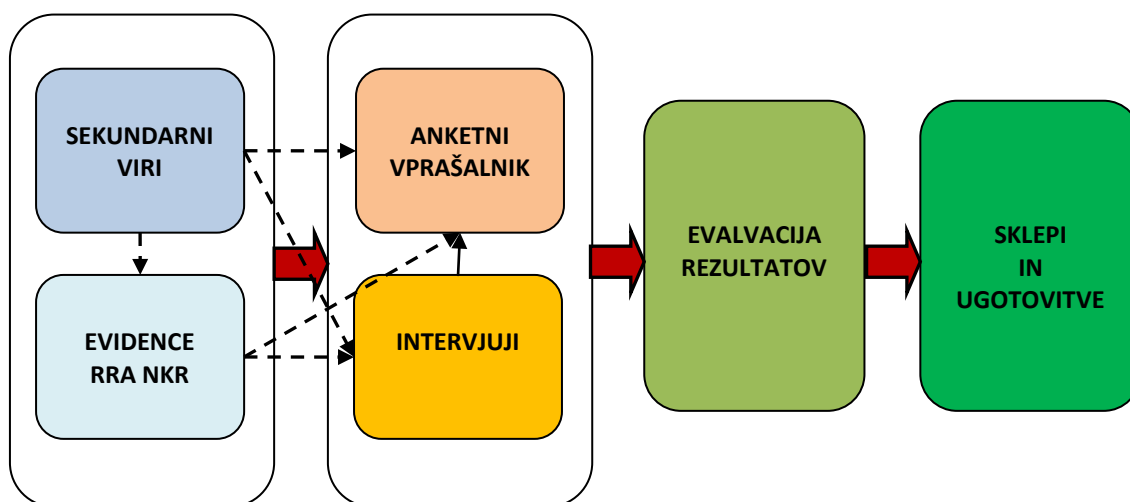 SEKUNDARNI
VIRI
EVIDENCE
RRA NKR
ANKETNI
VPRAŠALNIK
INTERVJUJI
EVALVACIJA
REZULTATOV
SKLEPI
IN
UGOTOVITVE